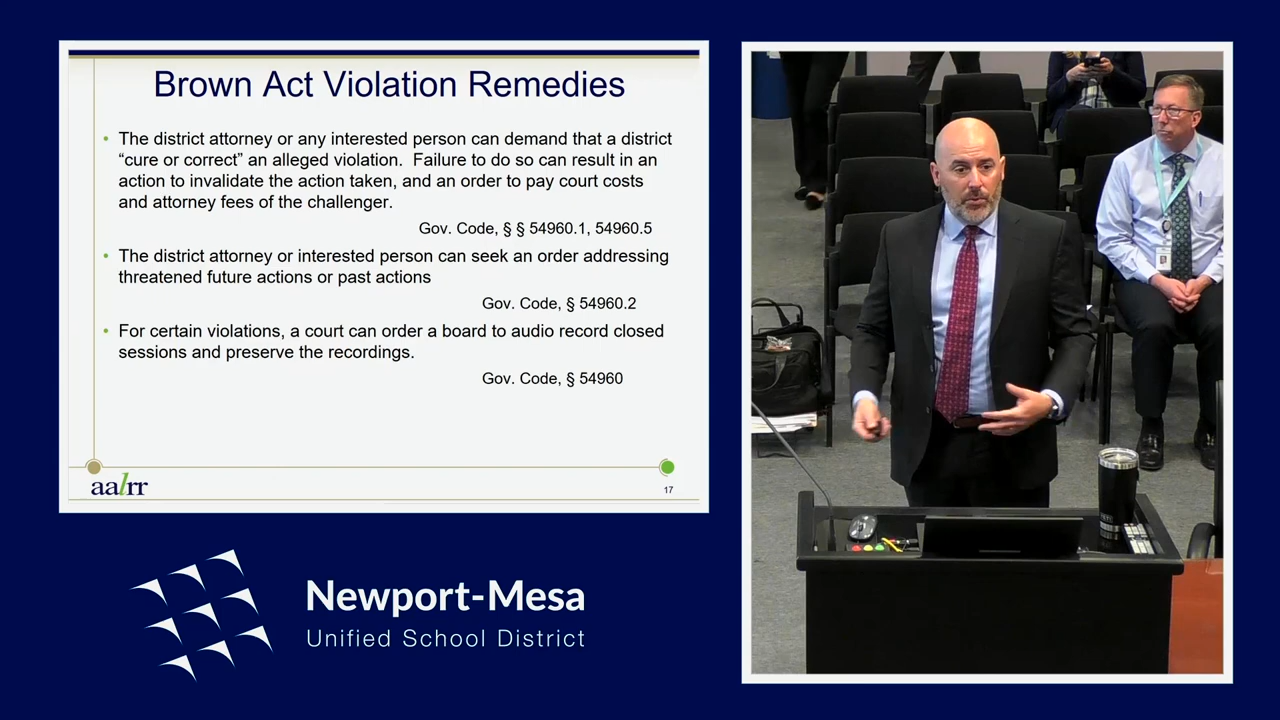 Brown Act Violation Remedies
• The district attorney or any interested person can demand that a district
“cure or correct” an alleged violation.  Failure to do so can result in an
action to invalidate the action taken, and an order to pay court costs
and attorney fees of the challenger.
Gov. Code, § § 54960.1, 54960.5
• The district attorney or interested person can seek an order addressing
threatened future actions or past actions
Gov. Code, § 54960.2
• For certain violations, a court can order a board to audio record closed
sessions and preserve the recordings.
Gov. Code, § 54960
aalrr
17
Newport-Mesa
Unified School District
YETI